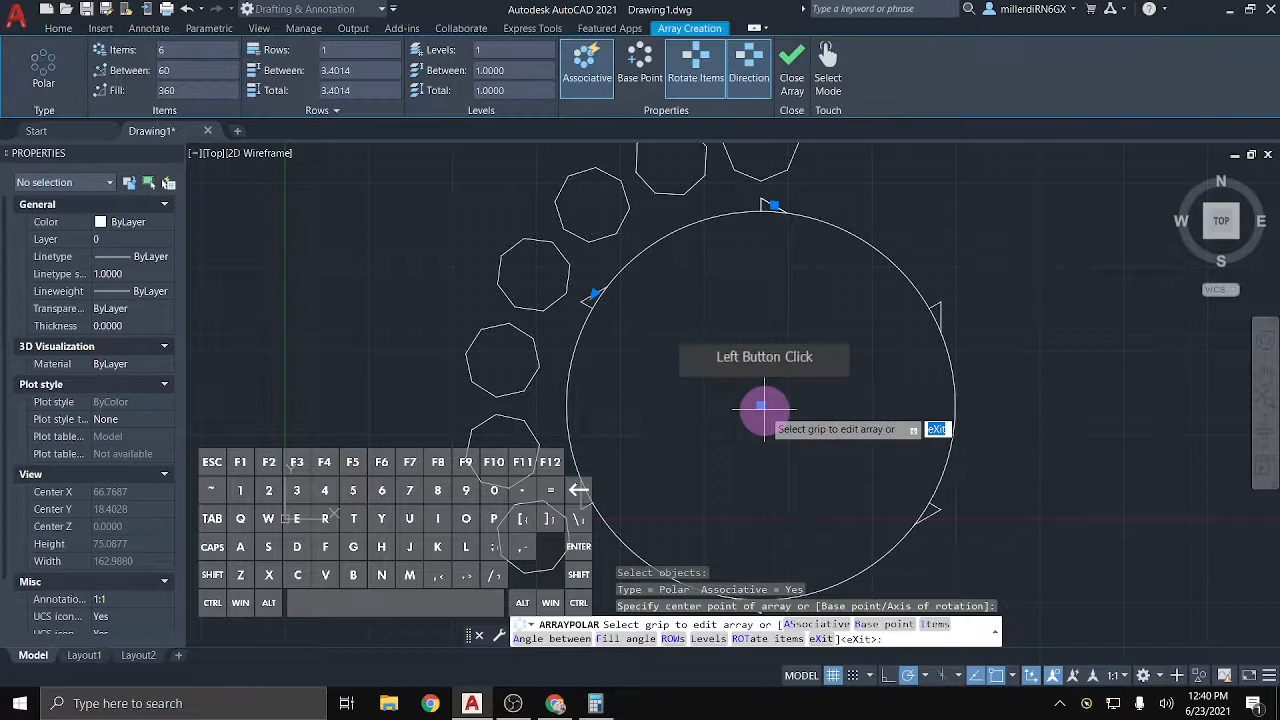 Drafting & Annotation
Autodesk AutoCAD 2021 Drawing1.dwg
Type a keyword or phrase
millerdiRN6GX
Home Insert Annotate Parametric View Manage Output Add-ins Collaborate Express Tools Featured Apps Array Creation
Polar
Items: 6
Between: 60
Fill: 360
Rows: 1
Between: 3.4014
Total: 3.4014
Levels: 1
Between: 1.0000
Total: 1.0000
Associative
Base Point
Rotate Items
Direction
Close Array
Select Mode
Type Items Rows Levels Properties Close Touch
Start Drawing1*
PROPERTIES
[−][Top][2D Wireframe]
No selection
General
Color ByLayer
Layer 0
Linetype ByLayer
Linetype s... 1.0000
Lineweight ByLayer
Transpare... ByLayer
Thickness 0.0000
3D Visualization
Material ByLayer
Plot style
Plot style ByColor
Plot style t... None
Plot table... Model
Plot table... Not available
View
Center X 66.7687
Center Y 18.4028
Center Z 0.0000
Height 75.0877
Width 162.9880
Misc
Annotatio... 1:1
UCS icon... Yes
N
W TOP E
S
WCS
Left Button Click
Select grip to edit array or eXit
ESC F1 F2 F3 F4 F5 F6 F7 F8 F9 F10 F11 F12
~ 1 2 3 4 5 6 7 8 9 0 - =
TAB Q W E R T Y U I O P [{ ]} \¦
CAPS A S D F G H J K L ENTER
SHIFT Z X C V B N M SHIFT
CTRL WIN ALT ALT WIN CTRL
Select objects:
Type = Polar Associative = Yes
Specify center point of array or [Base point/Axis of rotation]:
ARRAYPOLAR Select grip to edit array or [ASsociative Base point Items
Angle between Fill angle ROWs Levels ROTate items eXit]<eXit>:
Model Layout1 Layout2
MODEL
1:1
Type here to search
12:40 PM
6/23/2021